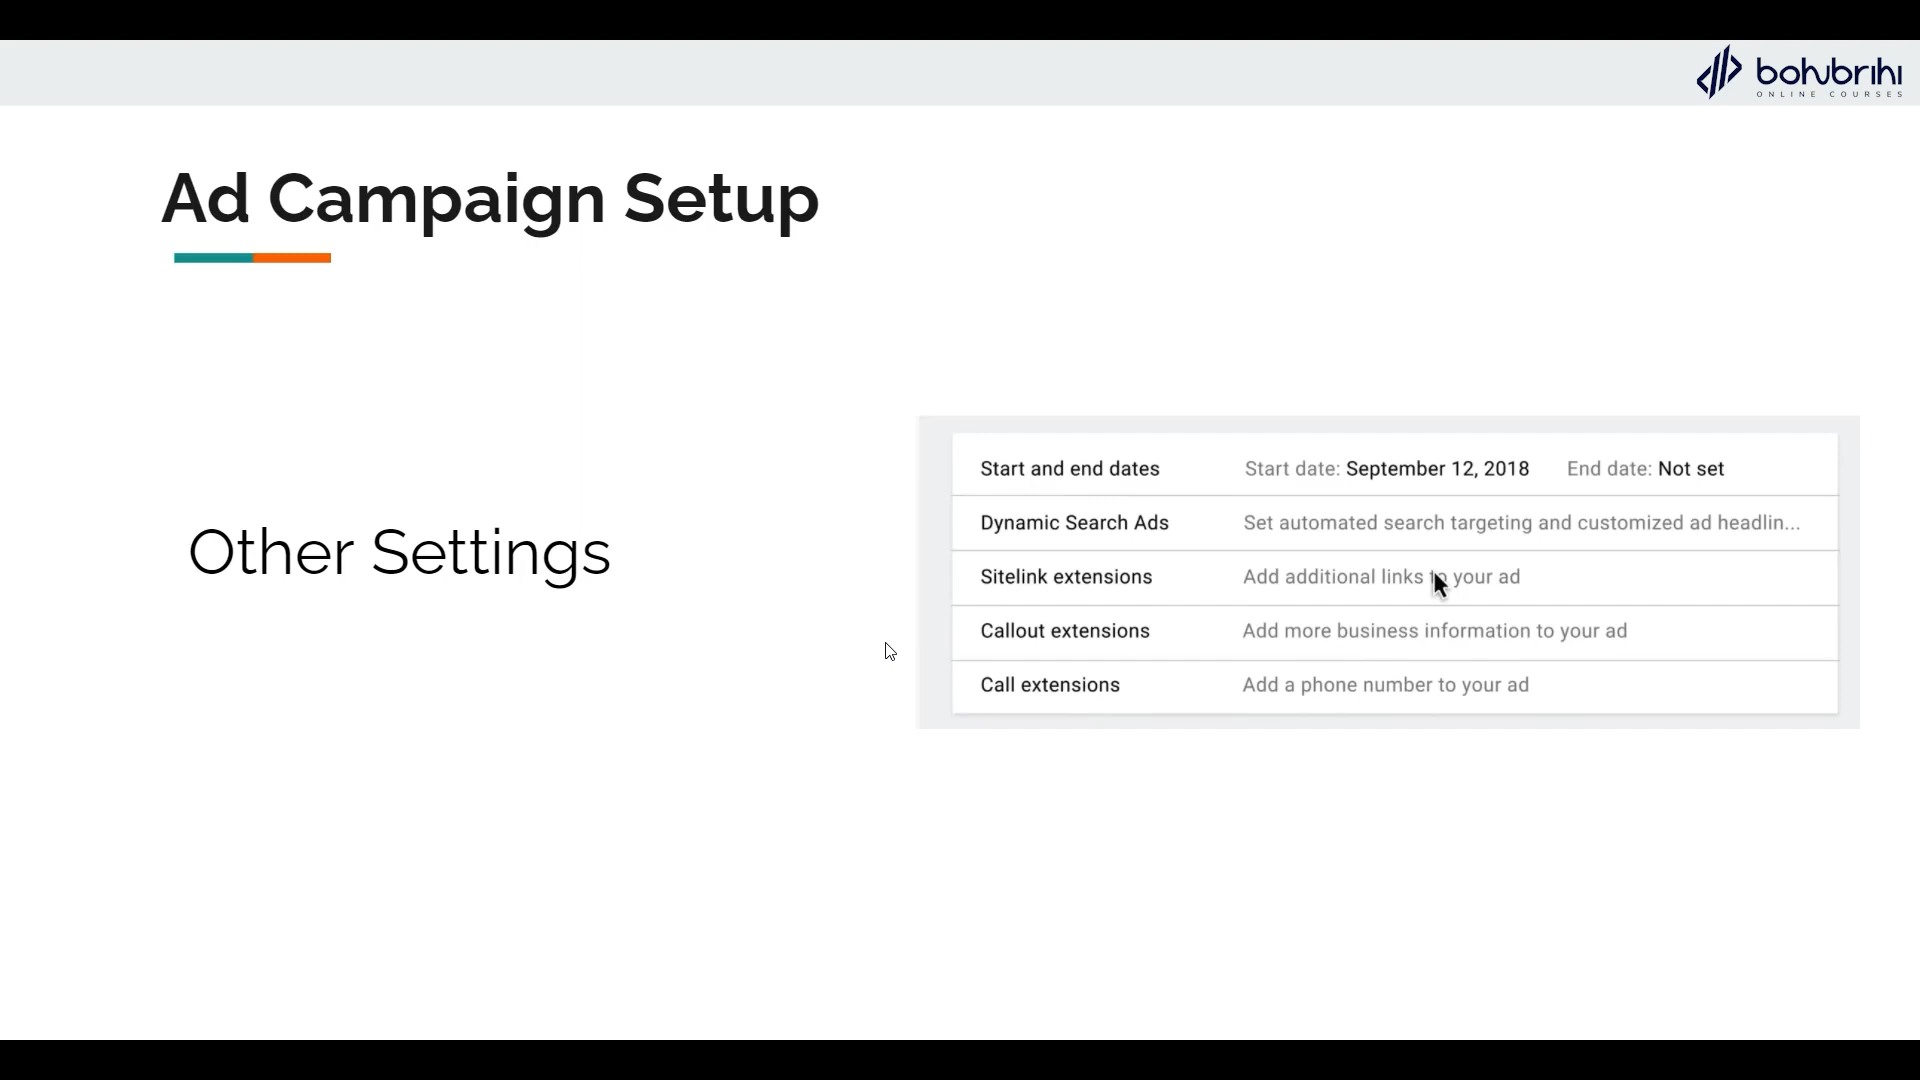 bohubrihi
ONLINE COURSES
Ad Campaign Setup
Other Settings
Start and end dates Start date: September 12, 2018 End date: Not set
Dynamic Search Ads Set automated search targeting and customized ad headlin...
Sitelink extensions Add additional links to your ad
Callout extensions Add more business information to your ad
Call extensions Add a phone number to your ad